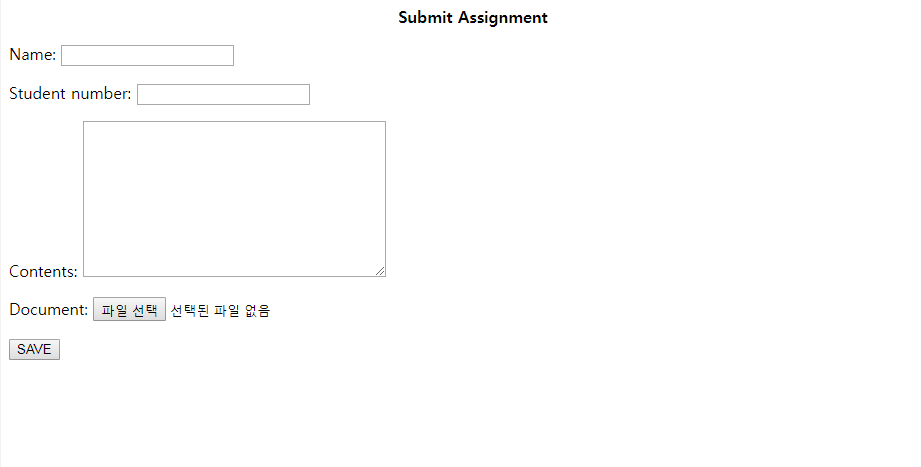 Submit Assignment
Name:
Student number:
Contents:
Document: 파일 선택 선택된 파일 없음
SAVE